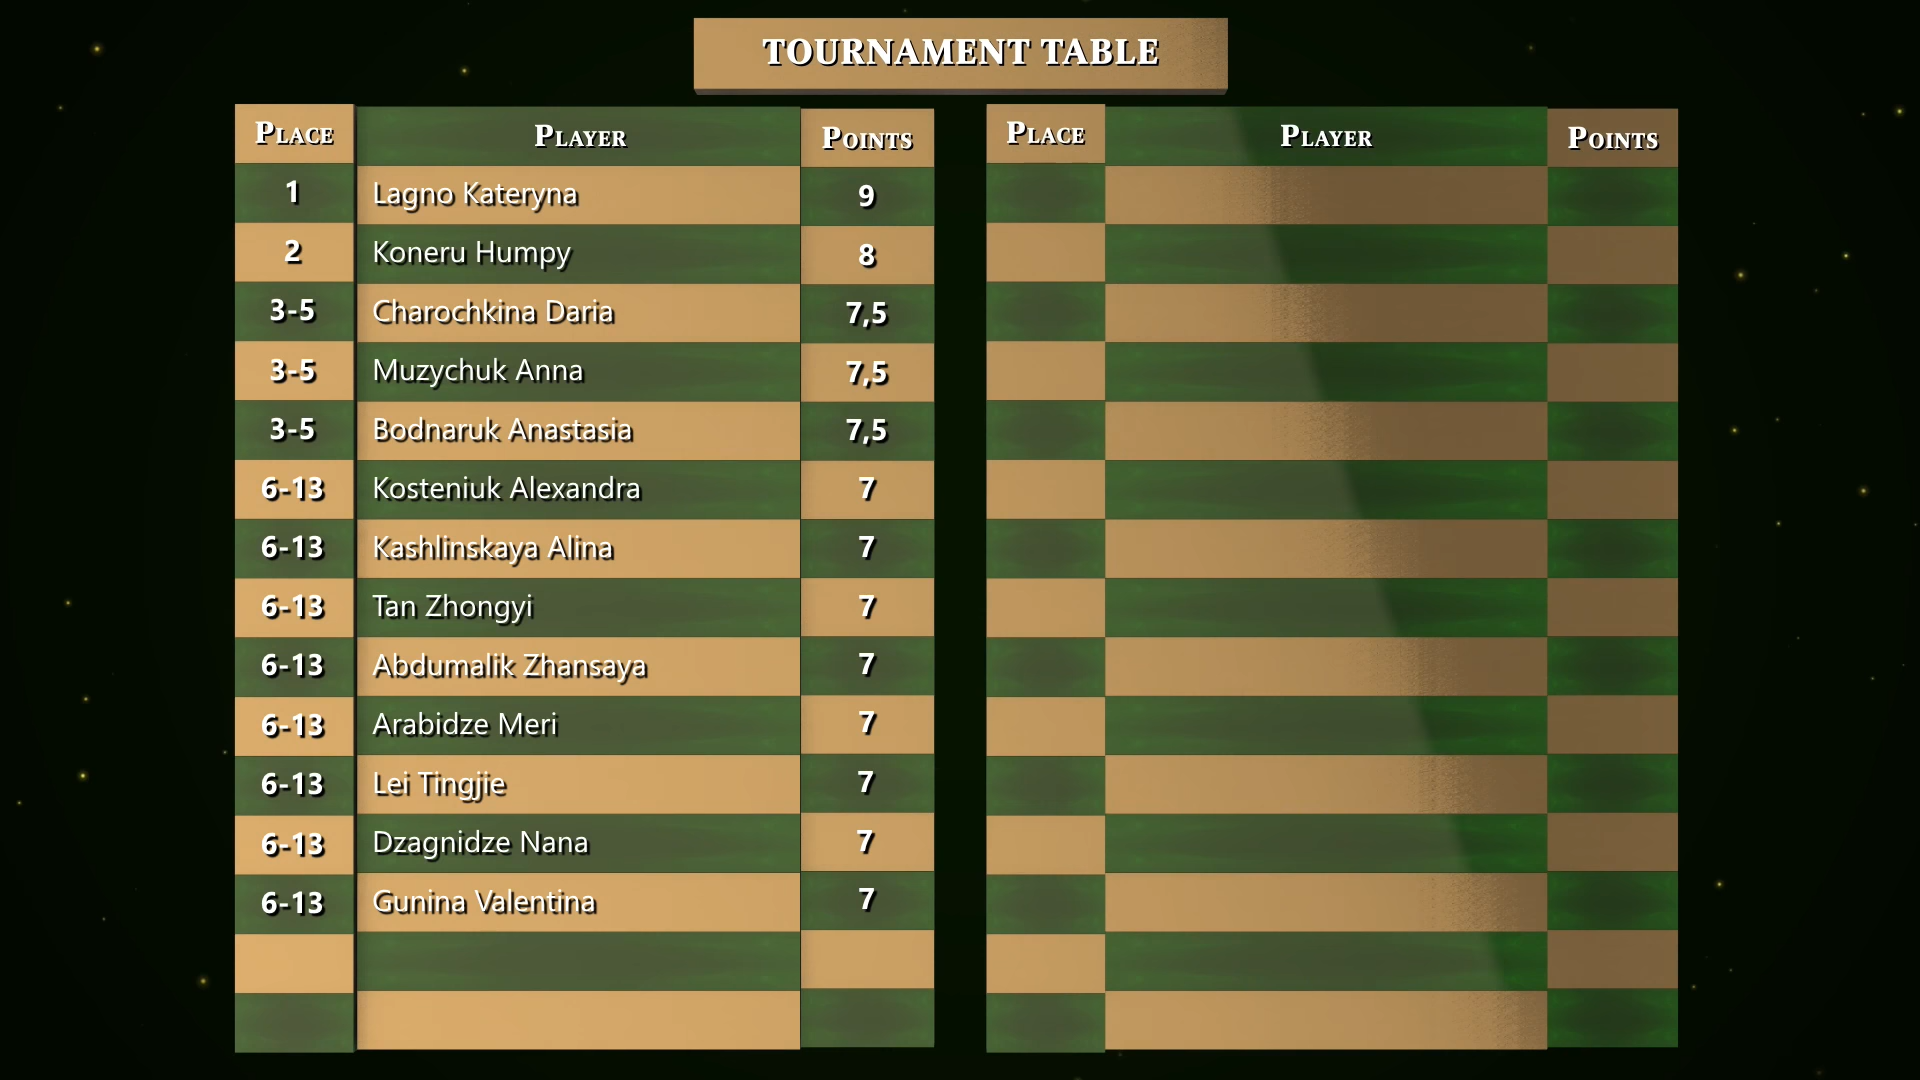 TOURNAMENT TABLE
PLACE PLAYER POINTS PLACE PLAYER POINTS
1 Lagno Kateryna 9
2 Koneru Humpy 8
3-5 Charochkina Daria 7,5
3-5 Muzychuk Anna 7,5
3-5 Bodnaruk Anastasia 7,5
6-13 Kosteniuk Alexandra 7
6-13 Kashlinskaya Alina 7
6-13 Tan Zhongyi 7
6-13 Abdumalik Zhansaya 7
6-13 Arabidze Meri 7
6-13 Lei Tingjie 7
6-13 Dzagnidze Nana 7
6-13 Gunina Valentina 7